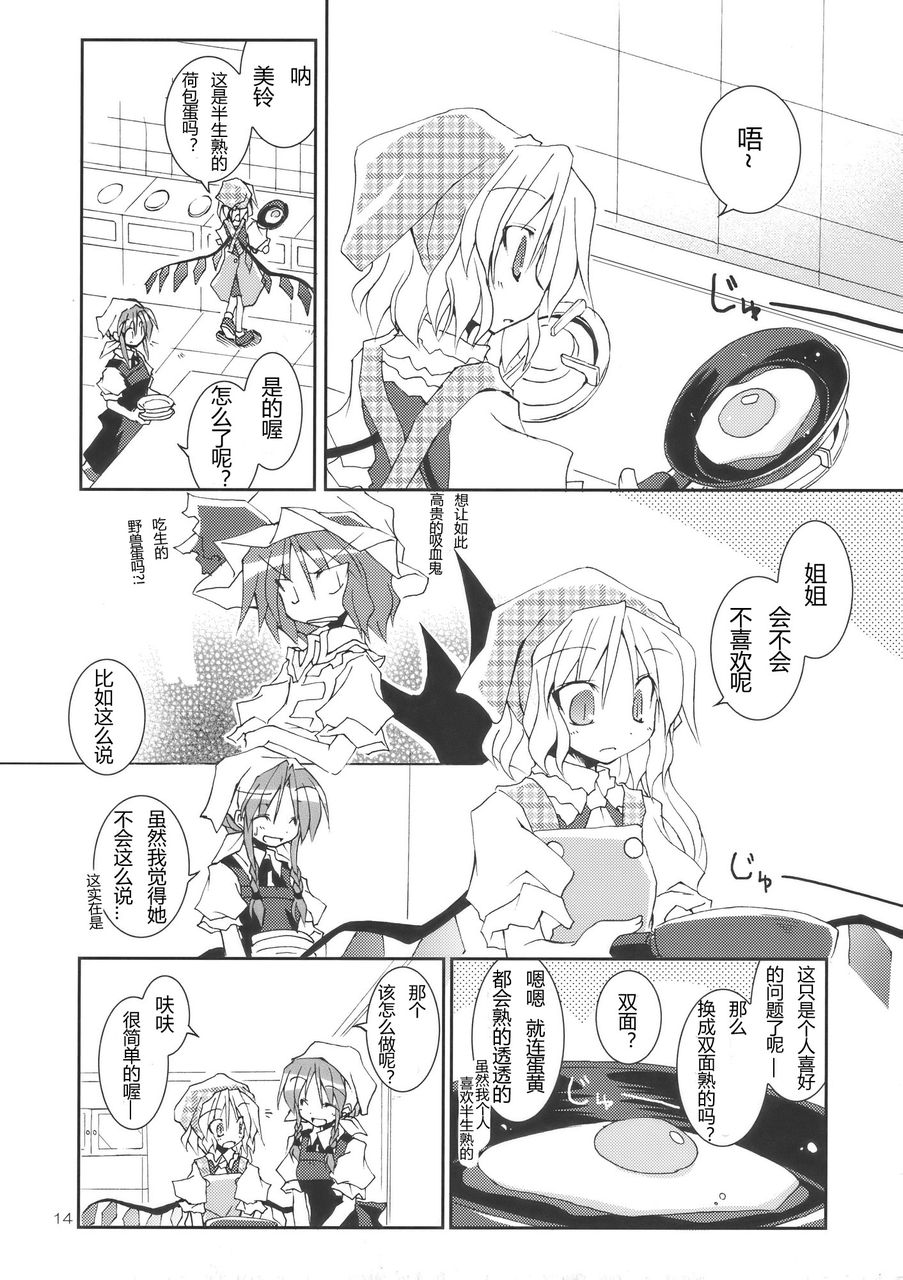 唔~
じゅ
呐
美铃
这是半生熟的
荷包蛋吗？
是的喔
怎么了呢？
姐姐
会不会
不喜欢呢
想让如此
高贵的吸血鬼
吃生的
野兽蛋吗?!
比如这么说
虽然我觉得她
不会这么说…
这实在是
じゅ
这只是个人喜好
的问题了呢—
那么
换成双面熟的吗？
双面？
嗯嗯 就连蛋黄
都会熟的透透的
虽然我个人
喜欢半生熟的
じゅ
那个
该怎么做呢？
呋呋
很简单的喔—
14